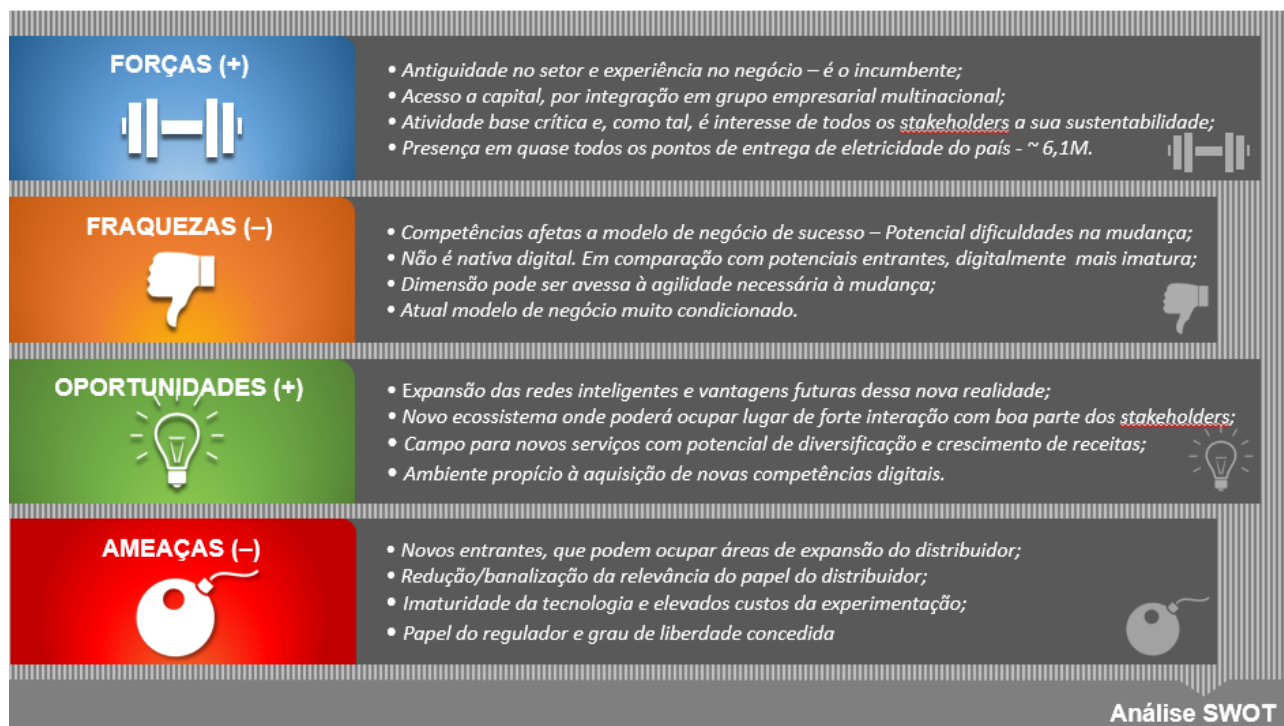 FORÇAS (+)
• Antiguidade no setor e experiência no negócio – é o incumbente;
• Acesso a capital, por integração em grupo empresarial multinacional;
• Atividade base crítica e, como tal, é interesse de todos os stakeholders a sua sustentabilidade;
• Presença em quase todos os pontos de entrega de eletricidade do país - ~ 6,1M.
FRAQUEZAS (–)
• Competências afetas a modelo de negócio de sucesso – Potencial dificuldades na mudança;
• Não é nativa digital. Em comparação com potenciais entrantes, digitalmente mais imatura;
• Dimensão pode ser avessa à agilidade necessária à mudança;
• Atual modelo de negócio muito condicionado.
OPORTUNIDADES (+)
• Expansão das redes inteligentes e vantagens futuras dessa nova realidade;
• Novo ecossistema onde poderá ocupar lugar de forte interação com boa parte dos stakeholders;
• Campo para novos serviços com potencial de diversificação e crescimento de receitas;
• Ambiente propício à aquisição de novas competências digitais.
AMEAÇAS (–)
• Novos entrantes, que podem ocupar áreas de expansão do distribuidor;
• Redução/banalização da relevância do papel do distribuidor;
• Imaturidade da tecnologia e elevados custos da experimentação;
• Papel do regulador e grau de liberdade concedida
Análise SWOT